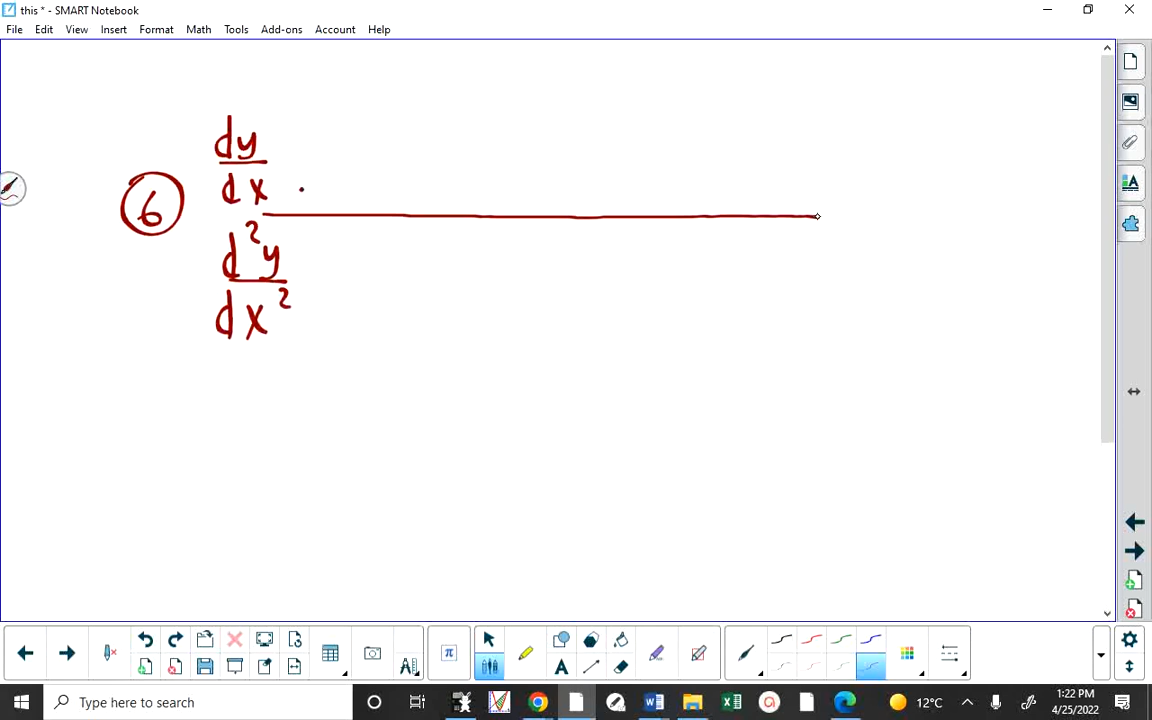 this * - SMART Notebook
File Edit View Insert Format Math Tools Add-ons Account Help
dy
dx
6
d²y
dx²
π
A
Type here to search
12°C
1:22 PM
4/25/2022